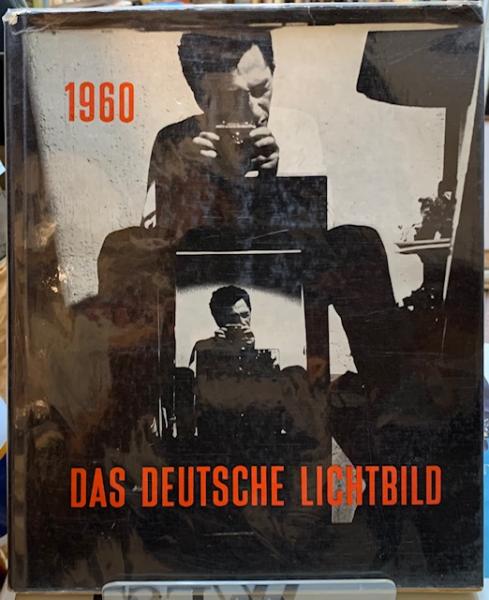 1960
DAS DEUTSCHE LICHTBILD